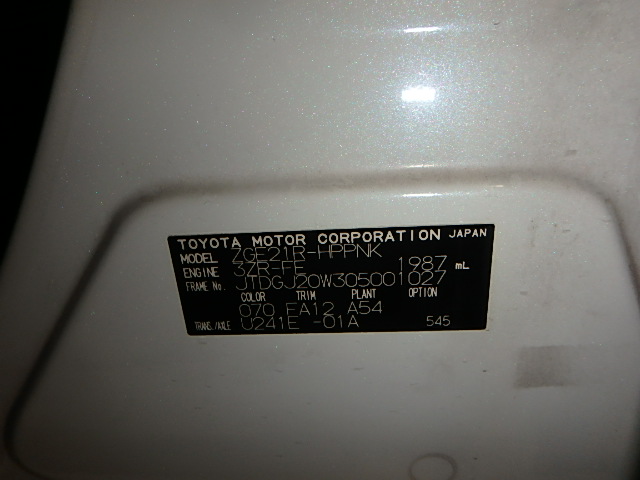 TOYOTA MOTOR CORPORATION JAPAN
MODEL ZGE21R-HPPNK
ENGINE 3ZR-FE 1987 mL
FRAME No. JTDGJ20W305001027
COLOR TRIM PLANT OPTION
070 EA12 A54
TRANS./AXLE U241E -01A 545